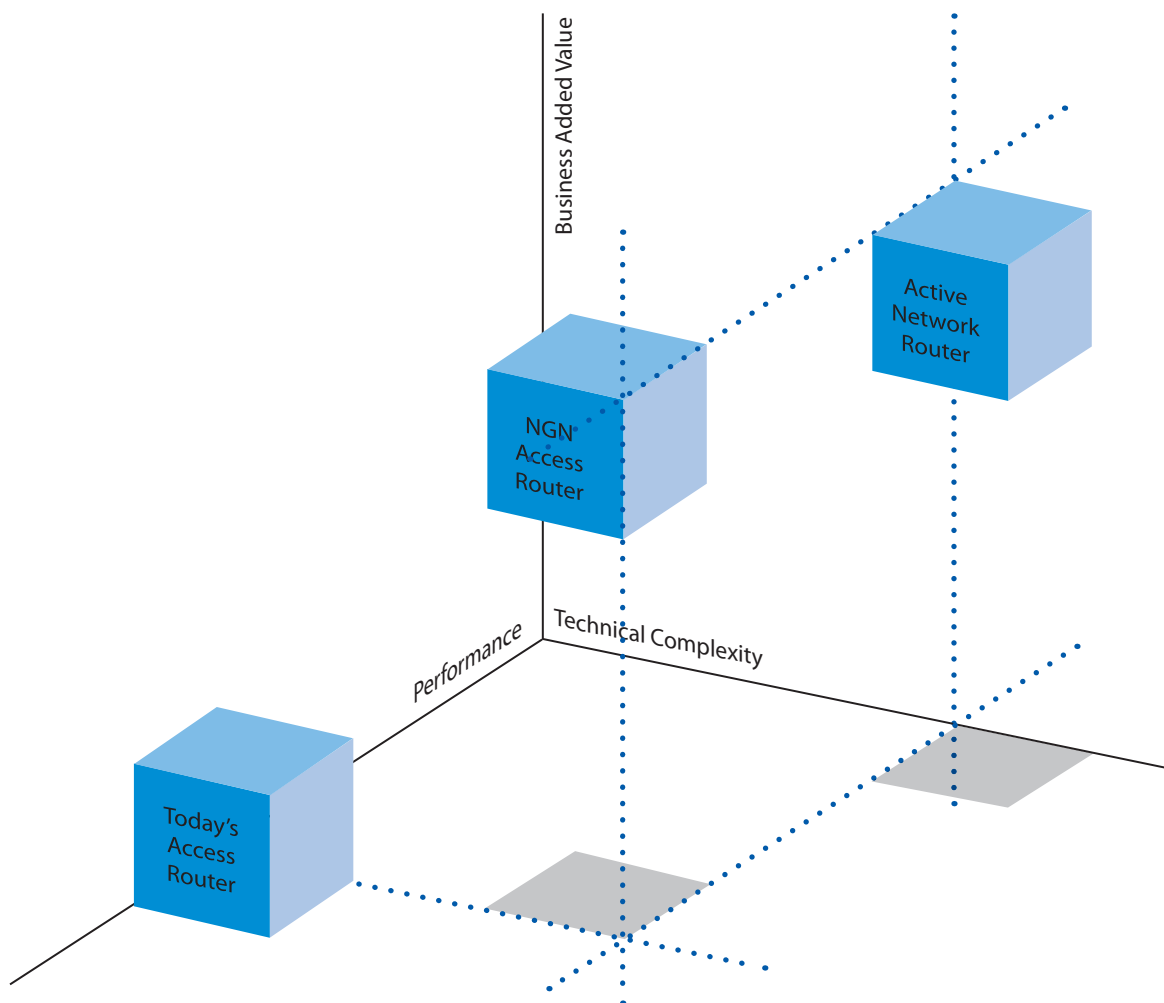 Business Added Value
Active
Network
Router
NGN
Access
Router
Technical Complexity
Performance
Today's
Access
Router